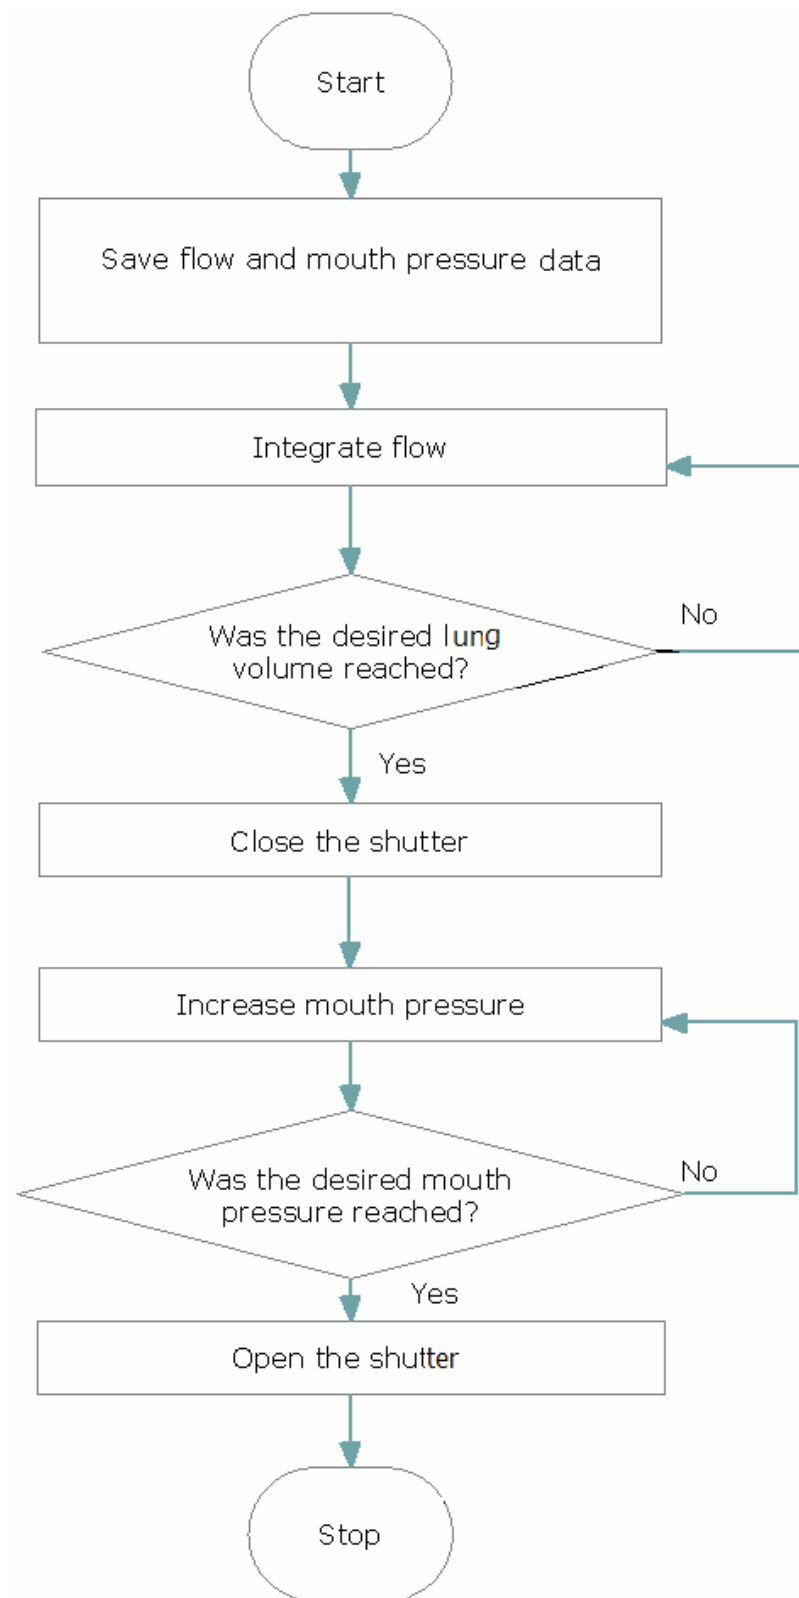 Start
Save flow and mouth pressure data
Integrate flow
Was the desired lung
volume reached?
No
Yes
Close the shutter
Increase mouth pressure
Was the desired mouth
pressure reached?
No
Yes
Open the shutter
Stop